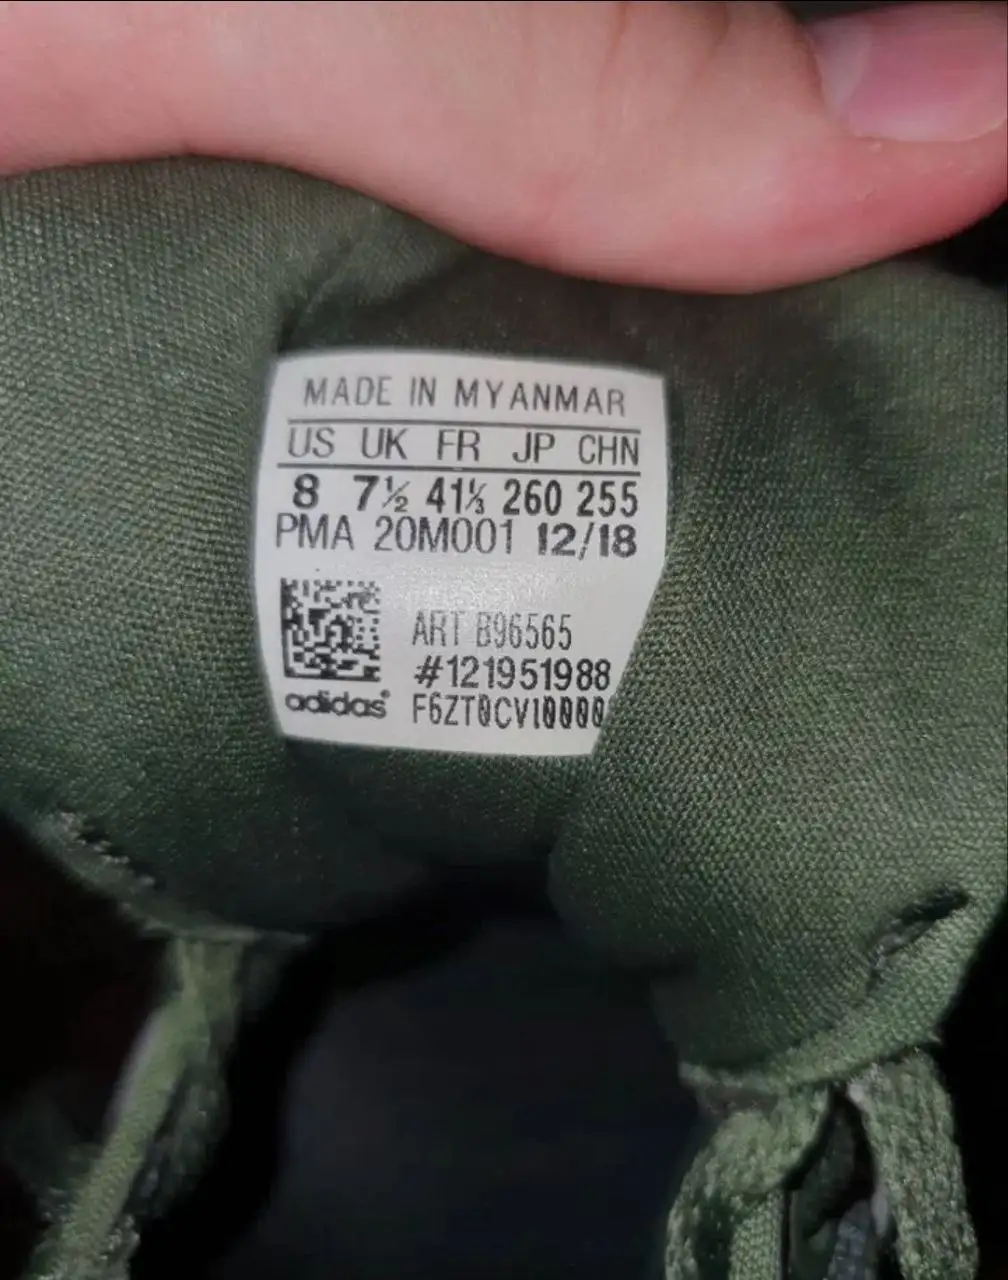 MADE IN MYANMAR
US UK FR JP CHN
8 7½ 41⅓ 260 255
PMA 20M001 12/18
ART B96565
#121951988
adidas® F6ZT0CV10000